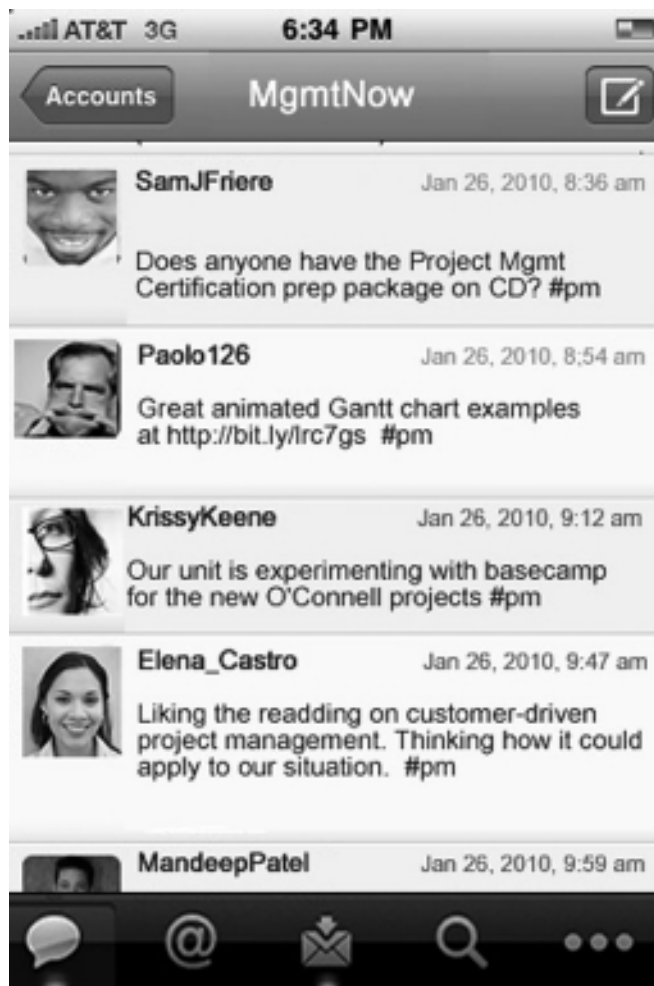 AT&T 3G 6:34 PM
Accounts MgmtNow
SamJFriere Jan 26, 2010, 8:36 am
Does anyone have the Project Mgmt
Certification prep package on CD? #pm
Paolo126 Jan 26, 2010, 8;54 am
Great animated Gantt chart examples
at http://bit.ly/lrc7gs #pm
KrissyKeene Jan 26, 2010, 9:12 am
Our unit is experimenting with basecamp
for the new O'Connell projects #pm
Elena_Castro Jan 26, 2010, 9:47 am
Liking the readding on customer-driven
project management. Thinking how it could
apply to our situation. #pm
MandeepPatel Jan 26, 2010, 9:59 am
@